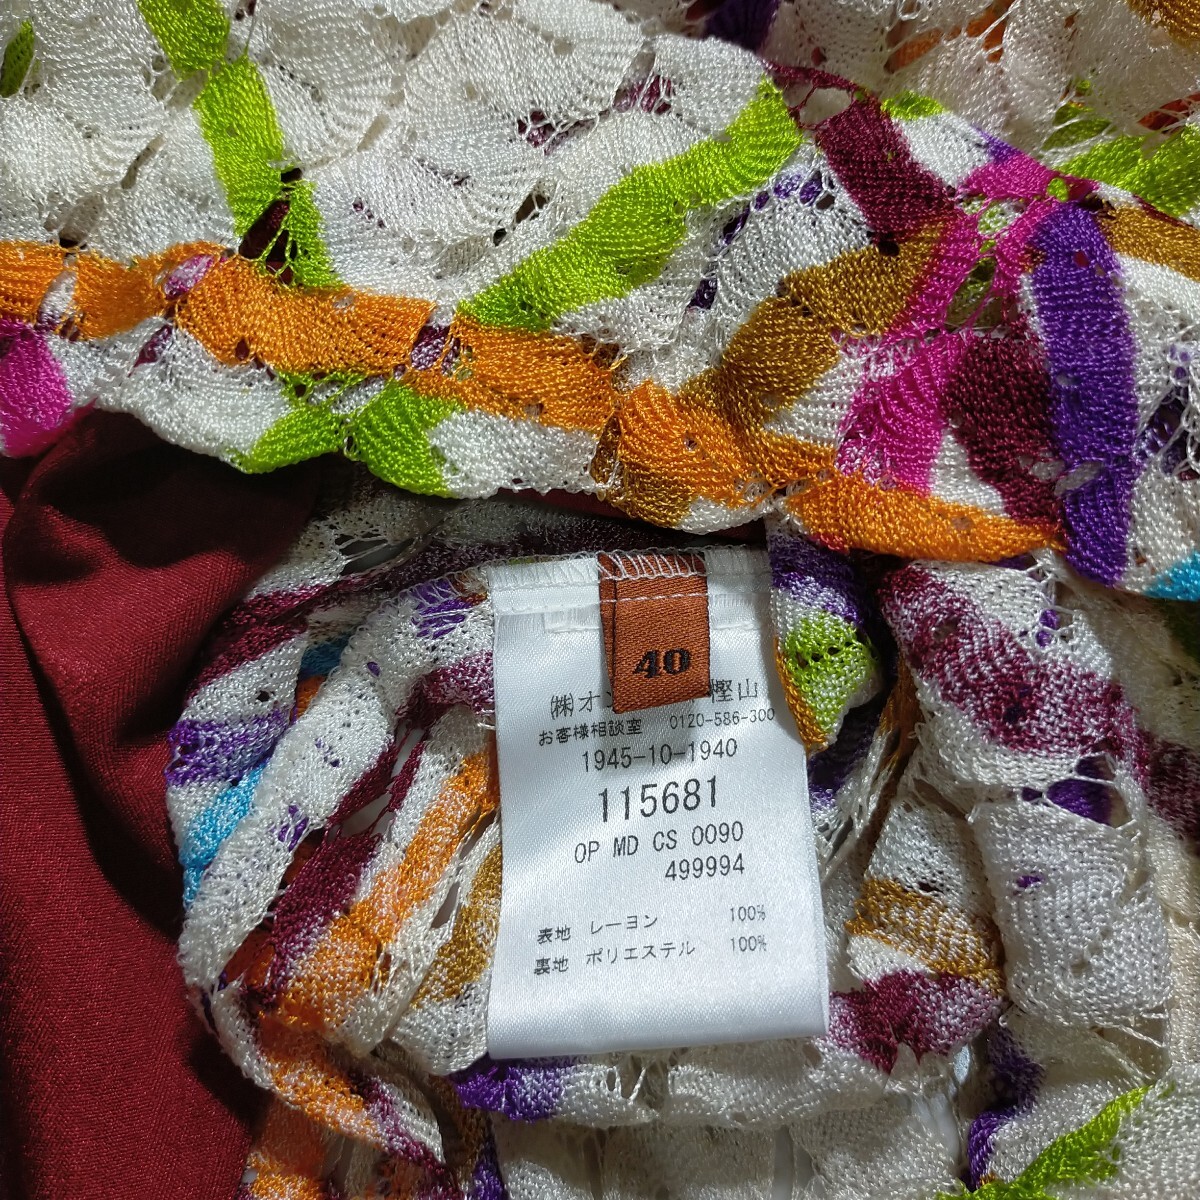 40
㈱オン 樫山
お客様相談室 0120-586-300
1945-10-1940
115681
OP MD CS 0090
499994
表地 レーヨン 100%
裏地 ポリエステル 100%